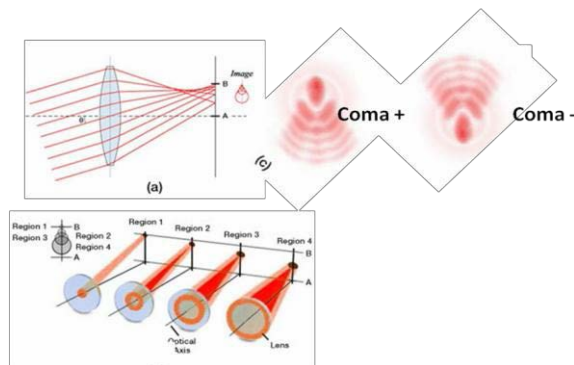 Image
B
θ
A
(a)
(c)
Coma +
Coma -
Region 1
Region 3
B
Region 2
Region 4
A
Region 1
Region 2
Region 3
Region 4
B
A
Optical
Axis
Lens